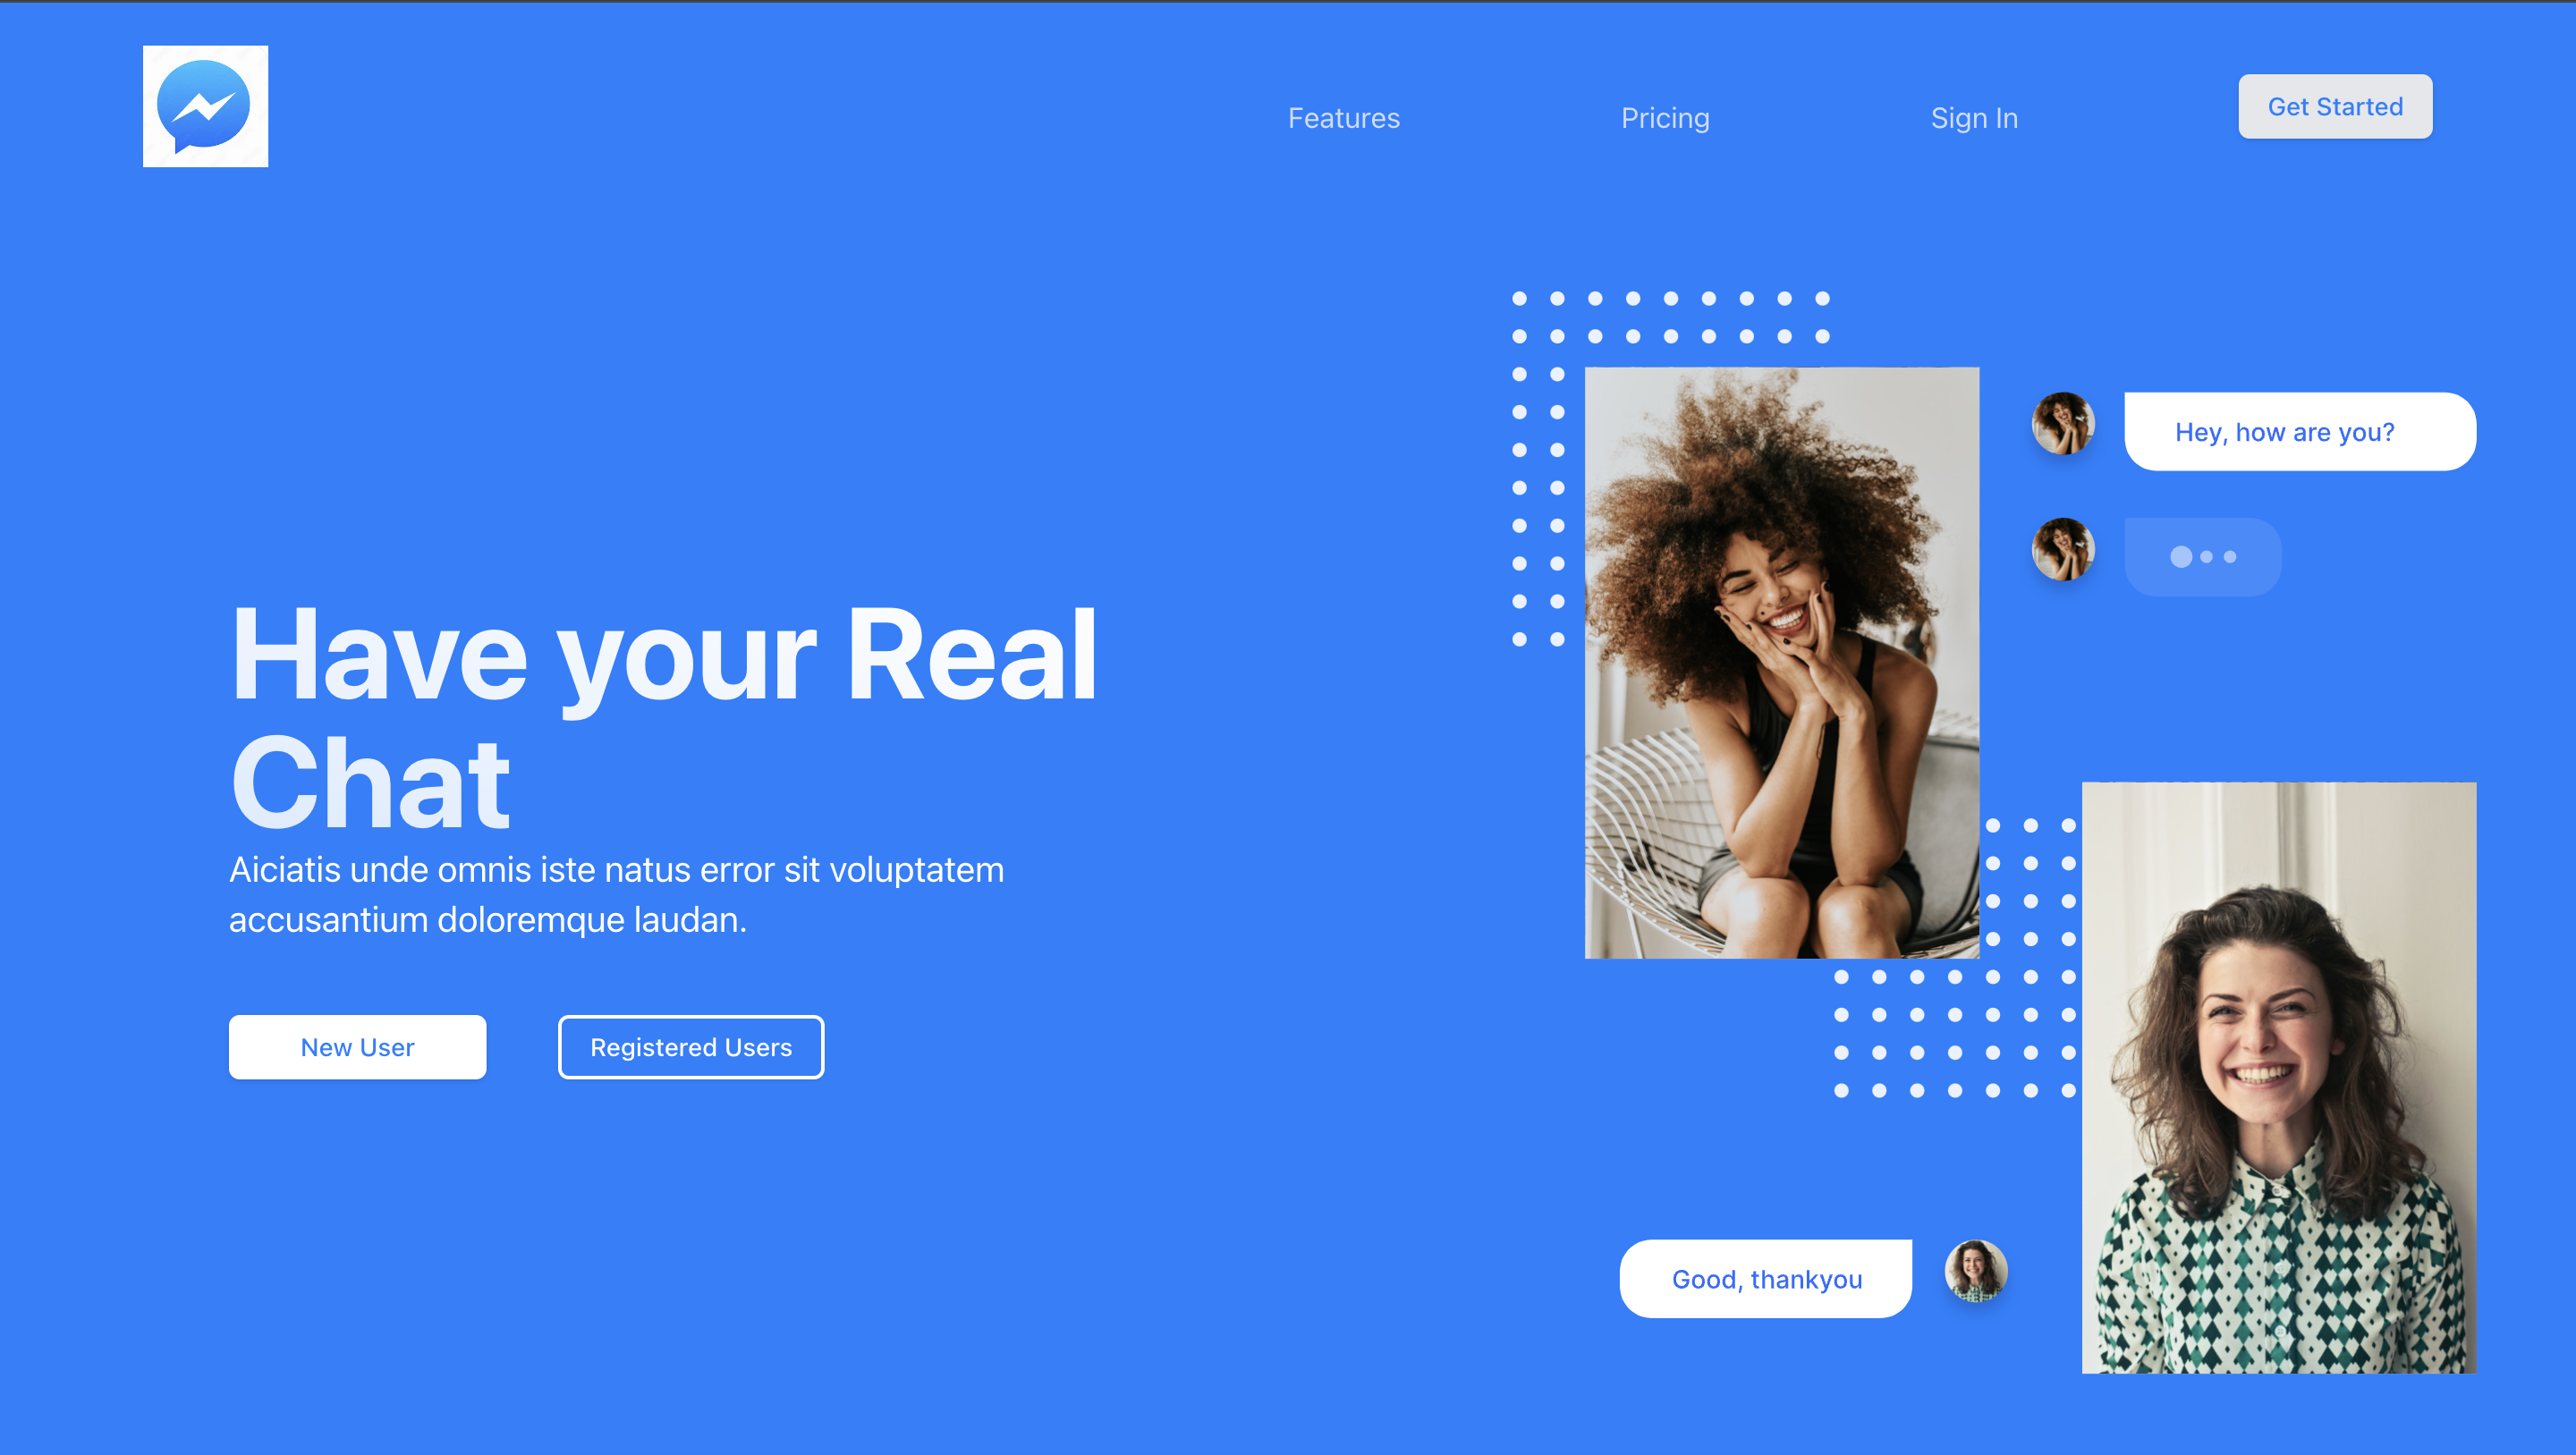 Features
Pricing
Sign In
Get Started
Hey, how are you?
Have your Real
Chat
Aiciatis unde omnis iste natus error sit voluptatem
accusantium doloremque laudan.
New User
Registered Users
Good, thankyou